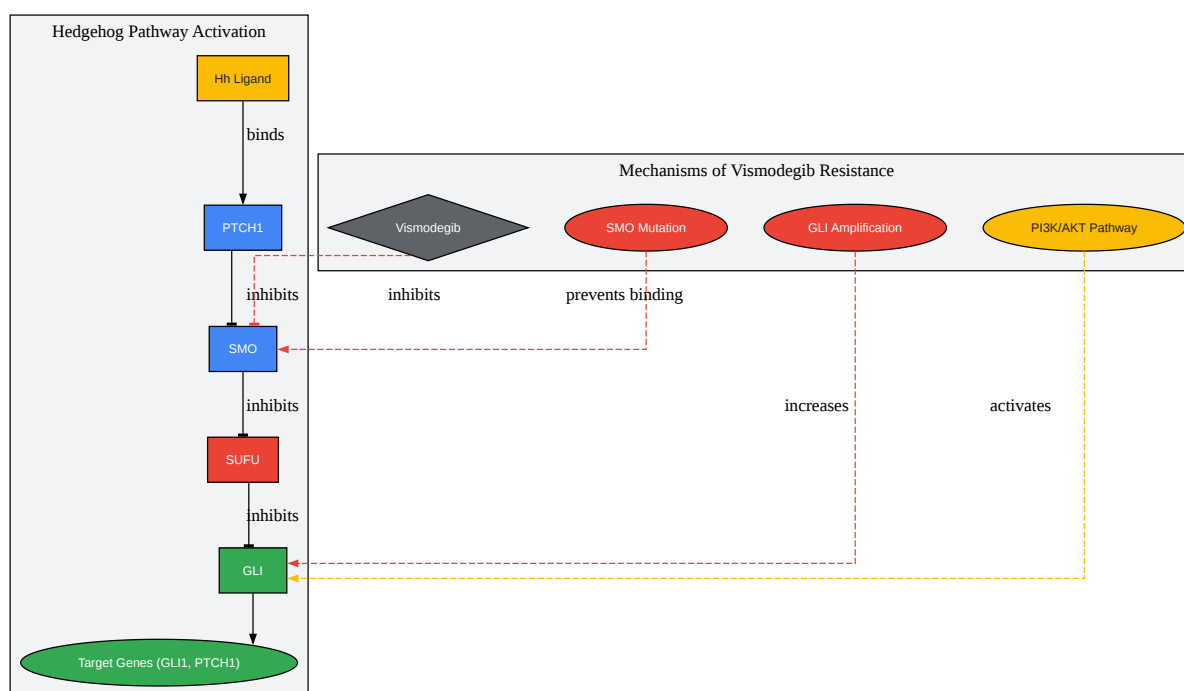 Hedgehog Pathway Activation
Hh Ligand
binds
Mechanisms of Vismodegib Resistance
PTCH1
Vismodegib
SMO Mutation
GLI Amplification
PI3K/AKT Pathway
inhibits
inhibits
prevents binding
SMO
inhibits
increases
activates
SUFU
inhibits
GLI
Target Genes (GLI1, PTCH1)